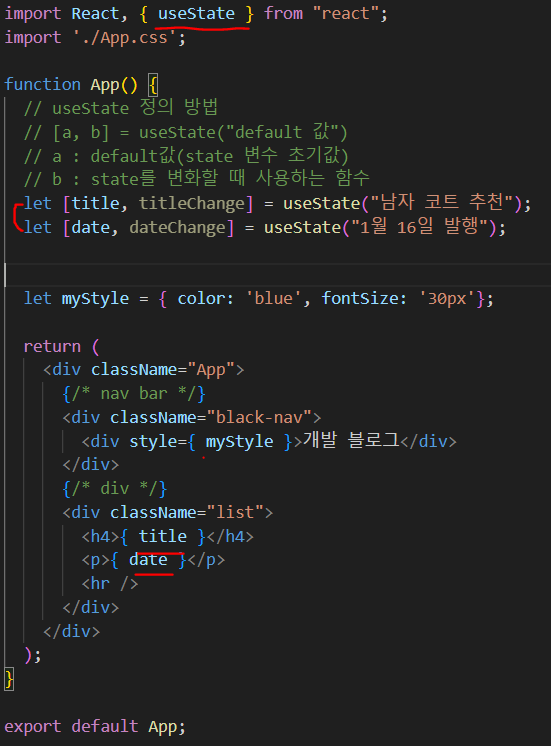 import React, { useState } from "react";
import './App.css';
function App() {
// useState 정의 방법
// [a, b] = useState("default 값")
// a : default값(state 변수 초기값)
// b : state를 변화할 때 사용하는 함수
let [title, titleChange] = useState("남자 코트 추천");
let [date, dateChange] = useState("1월 16일 발행");
let myStyle = { color: 'blue', fontSize: '30px'};
return (
<div className="App">
{/* nav bar */}
<div className="black-nav">
<div style={ myStyle }>개발 블로그</div>
</div>
{/* div */}
<div className="list">
<h4>{ title }</h4>
<p>{ date }</p>
<hr />
</div>
</div>
);
}
export default App;